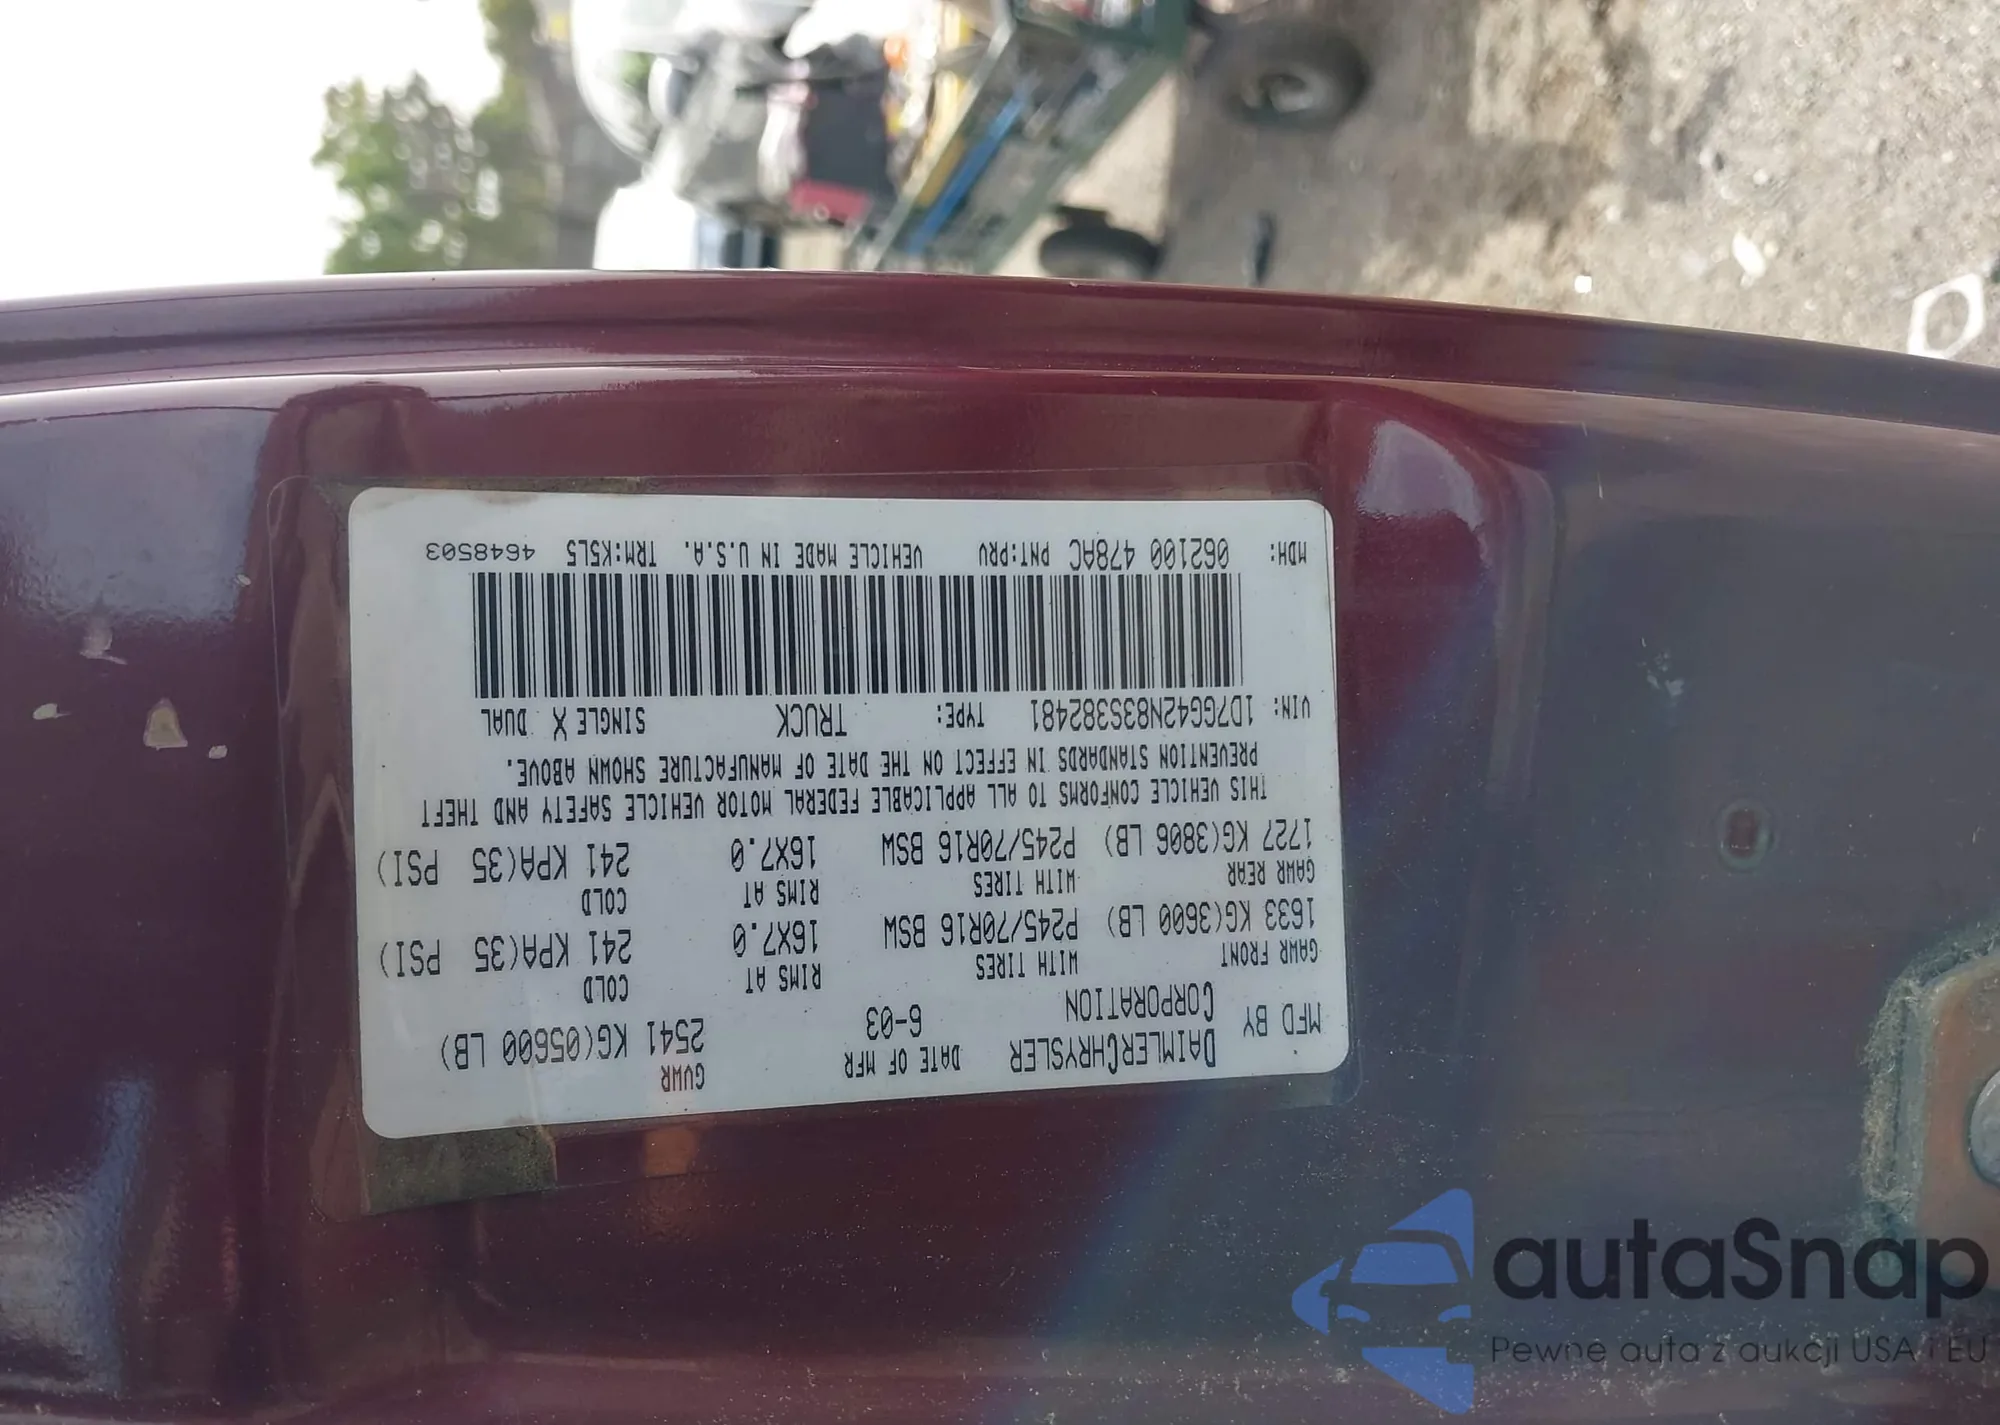 MFD BY DAIMLERCHRYSLER CORPORATION DATE OF MFR 6-03 GVWR 2541 KG(05600 LB)
GAWR FRONT WITH TIRES RIMS AT COLD
1633 KG(3600 LB) P245/70R16 BSW 16X7.0 241 KPA(35 PSI)
GAWR REAR WITH TIRES RIMS AT COLD
1727 KG(3806 LB) P245/70R16 BSW 16X7.0 241 KPA(35 PSI)
THIS VEHICLE CONFORMS TO ALL APPLICABLE FEDERAL MOTOR VEHICLE SAFETY AND THEFT
PREVENTION STANDARDS IN EFFECT ON THE DATE OF MANUFACTURE SHOWN ABOVE.
VIN: 1D7GG42N83S382481 TYPE: TRUCK SINGLE X DUAL
MDH: 062100 478AC PNT:PRV VEHICLE MADE IN U.S.A. TRM:K5L5 4648503
autaSnap
Pewne auta z aukcji USA i EU